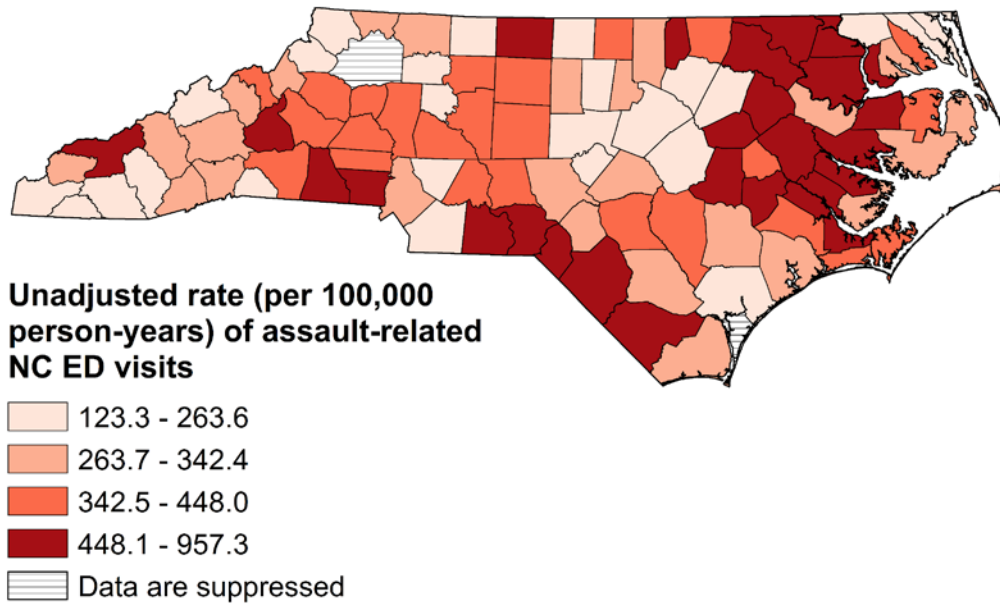 Unadjusted rate (per 100,000
person-years) of assault-related
NC ED visits
123.3 - 263.6
263.7 - 342.4
342.5 - 448.0
448.1 - 957.3
Data are suppressed